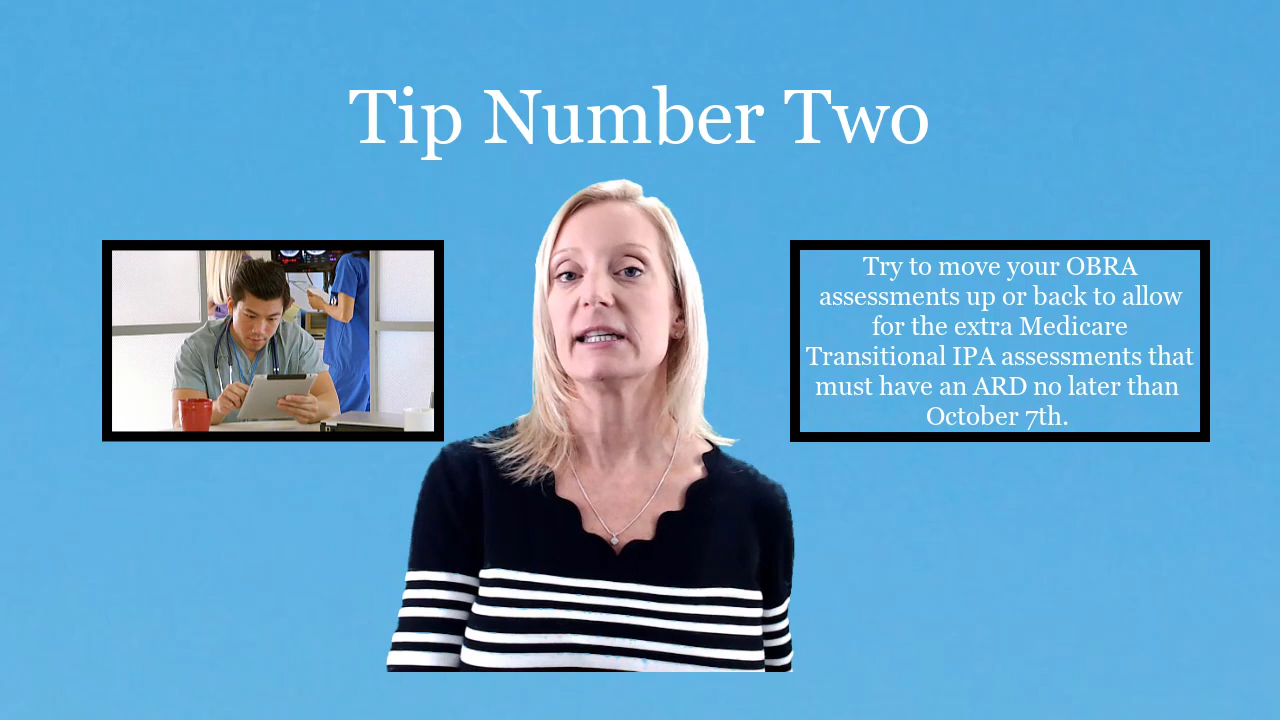 Tip Number Two
Try to move your OBRA
assessments up or back to allow
for the extra Medicare
Transitional IPA assessments that
must have an ARD no later than
October 7th.